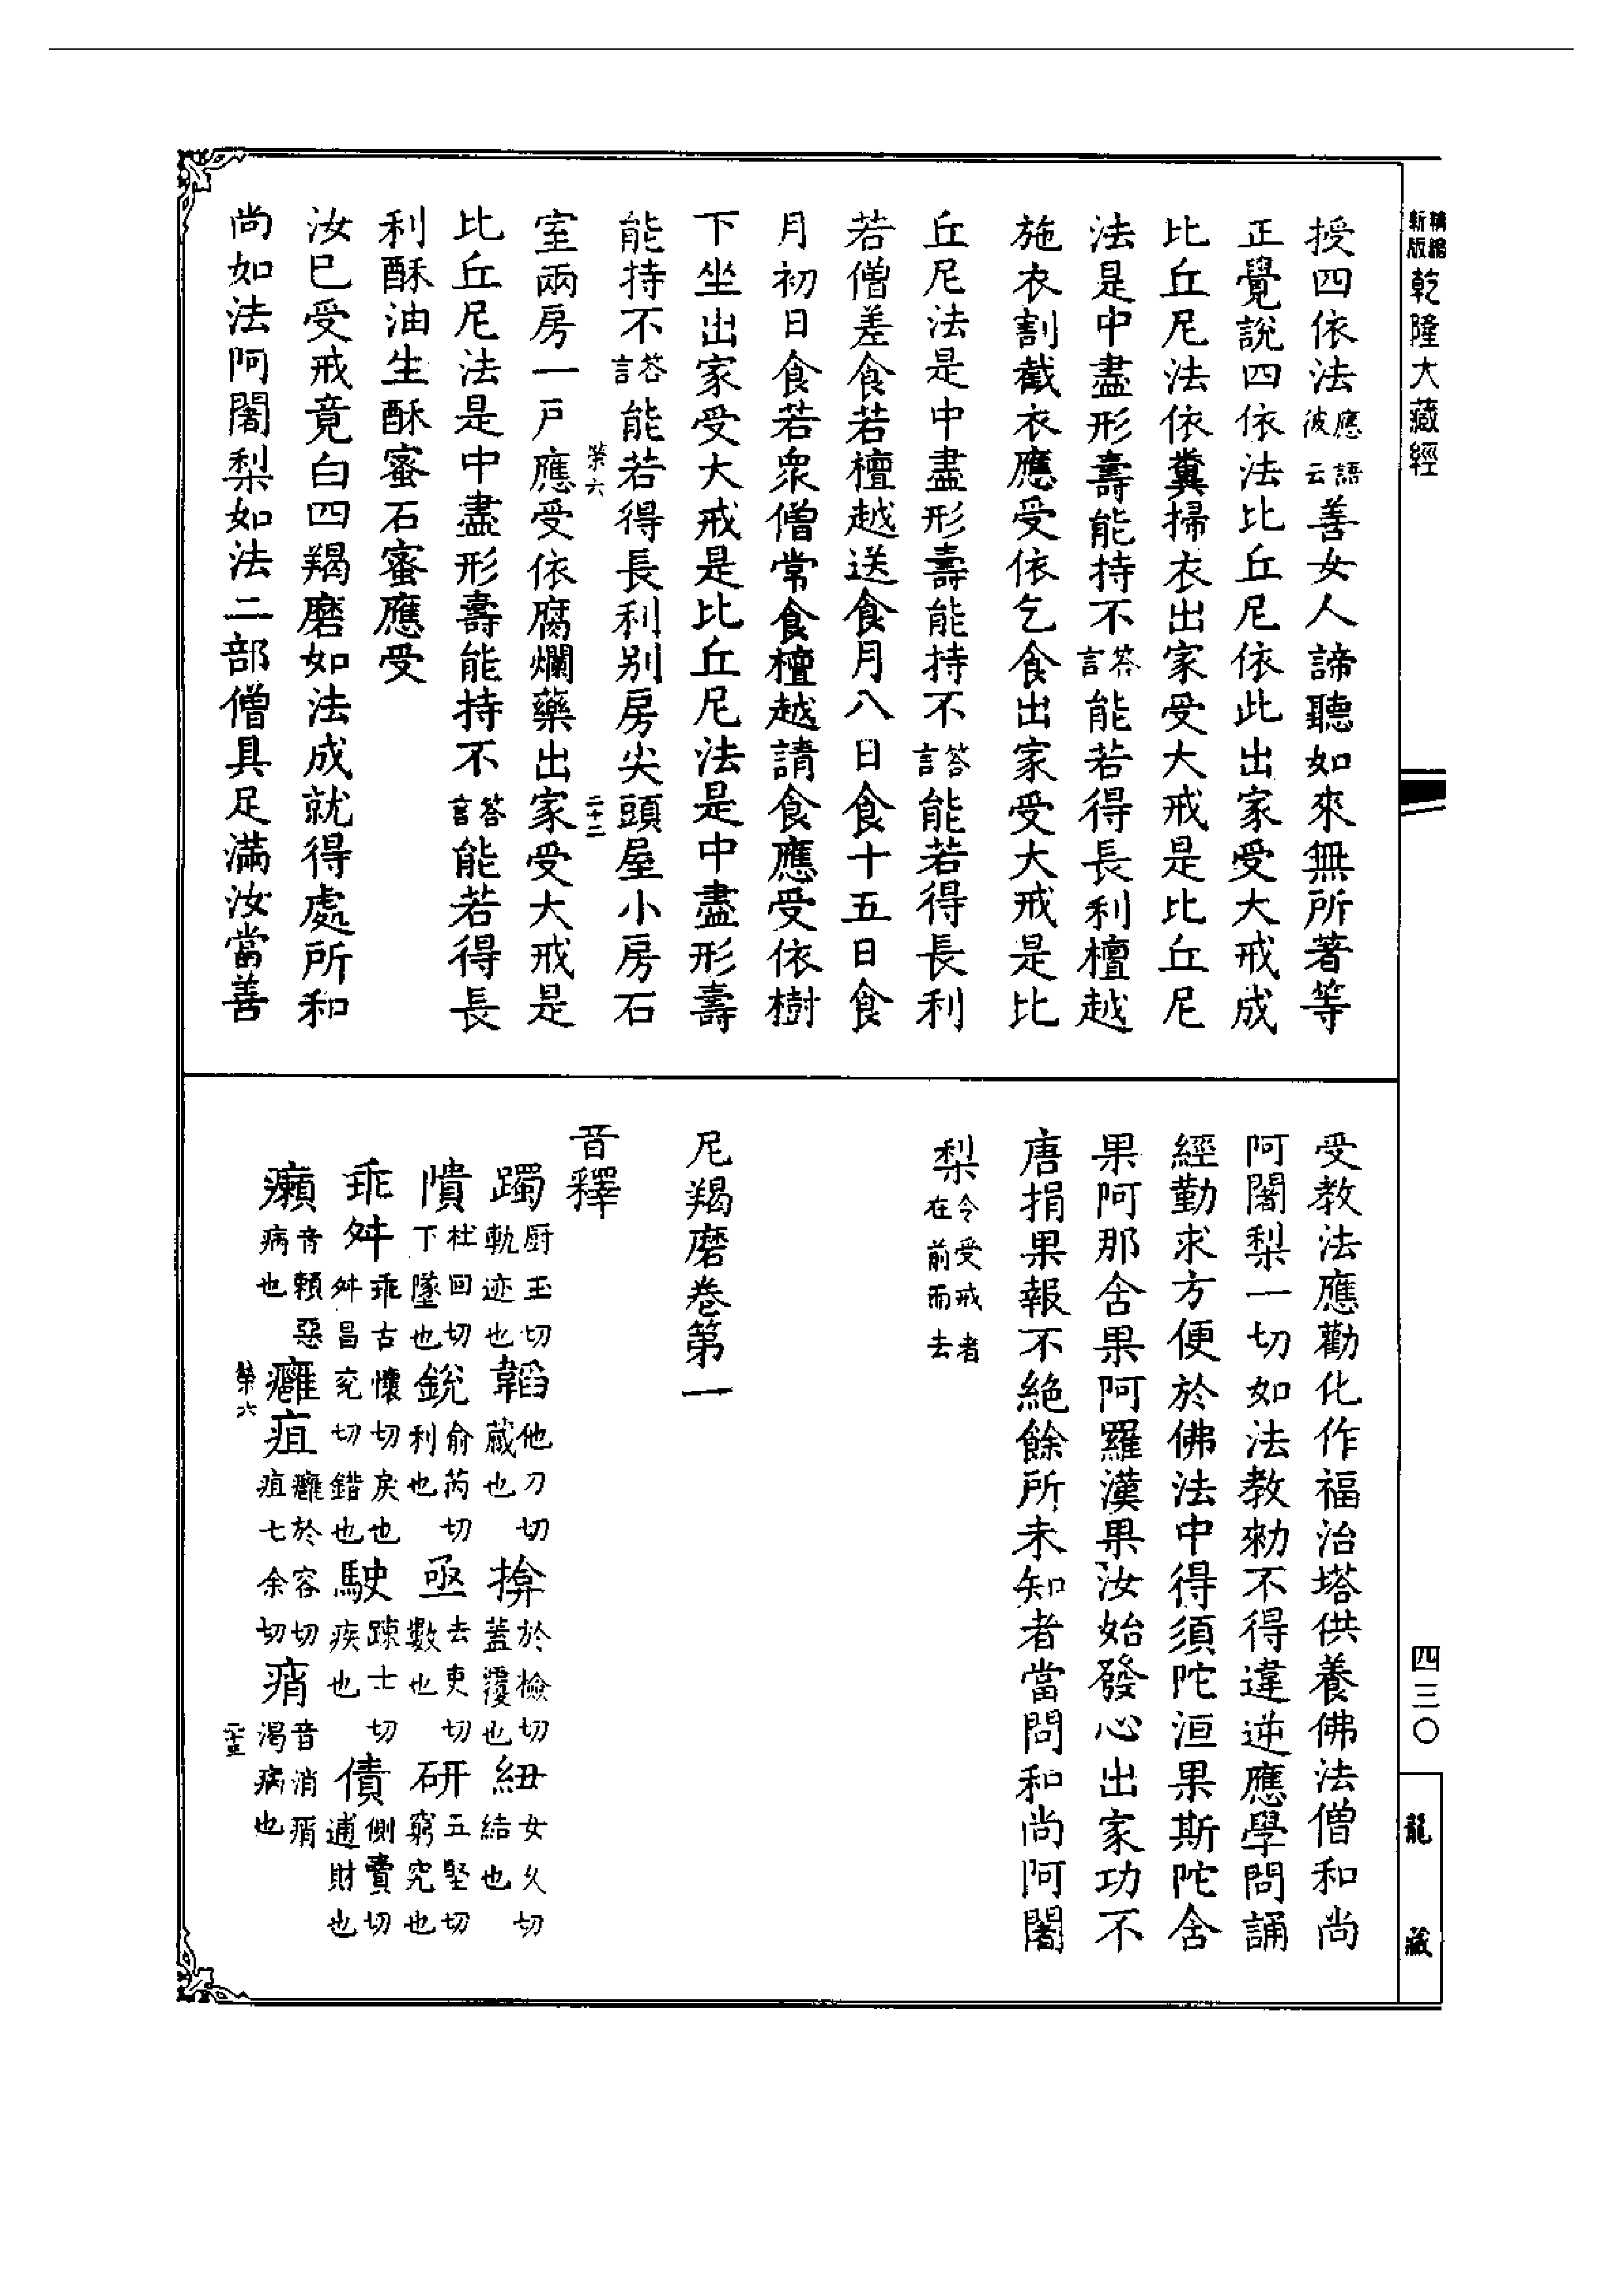 精編新版乾隆大藏經
授四依法應語彼云善女人諦聽如來無所著等
正覺說四依法比丘尼依此出家受大戒成
比丘尼法依糞掃衣出家受大戒是比丘尼
法是中盡形壽能持不答言能若得長利檀越
施衣割截衣應受依乞食出家受大戒是比
丘尼法是中盡形壽能持不答言能若得長利
若僧差食若檀越送食月八日食十五日食
月初日食若衆僧常食檀越請食應受依樹
下坐出家受大戒是比丘尼法是中盡形壽
能持不答言能若得長利别房尖頭屋小房石
榮六 二十二
室兩房一戸應受依腐爛藥出家受大戒是
比丘尼法是中盡形壽能持不答言能若得長
利酥油生酥蜜石蜜應受
汝已受戒竟白四羯磨如法成就得處所和
尚如法阿闍梨如法二部僧具足滿汝當善
受教法應勸化作福治塔供養佛法僧和尚
阿闍梨一切如法教勑不得違逆應學問誦
經勤求方便於佛法中得須陀洹果斯陀含
果阿那含果阿羅漢果汝始發心出家功不
唐捐果報不絶餘所未知者當問和尚阿闍
梨令受戒者在前而去
尼羯磨卷第一
音釋
躅厨玉切軌迹也韜他刀切藏也揜於檢切蓋覆也紐女久切結也
憒杜回切下墜也銳俞芮切利也亟去吏切數也研五堅切窮究也
乖舛乖古懷切戾也舛昌兖切錯也駛踈士切疾也債側賣切逋財也
癩音賴惡病也癰疽癰於容切疽七余切痟音消痟渴病也
榮六 二十三
四三〇
龍藏